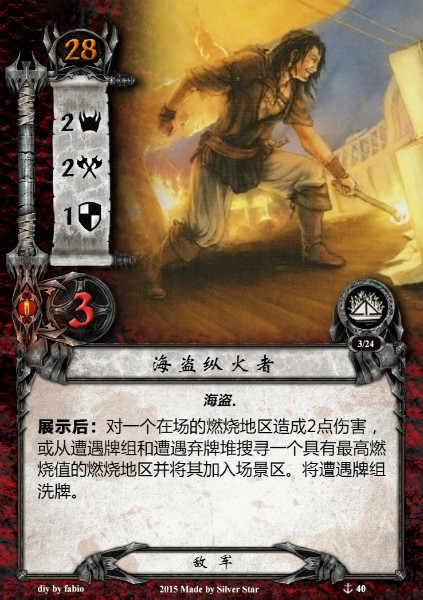 28
2
2
1
3
3/24
海盗纵火者
海盗.
展示后：对一个在场的燃烧地区造成2点伤害，
或从遭遇牌组和遭遇弃牌堆搜寻一个具有最高燃
烧值的燃烧地区并将其加入场景区。将遭遇牌组
洗牌。
敌军
diy by fabio 2015 Made by Silver Star 40